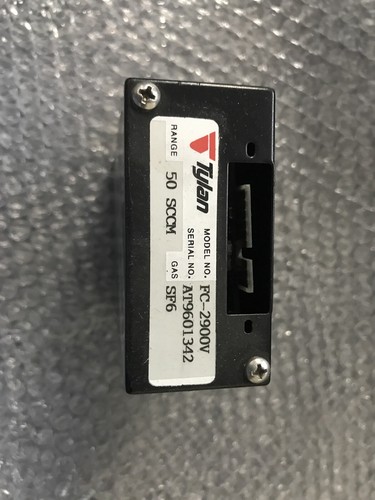 Tylan
MODEL NO. FC-2900V
SERIAL NO. AT9601342
RANGE 50 SCCM GAS SF6